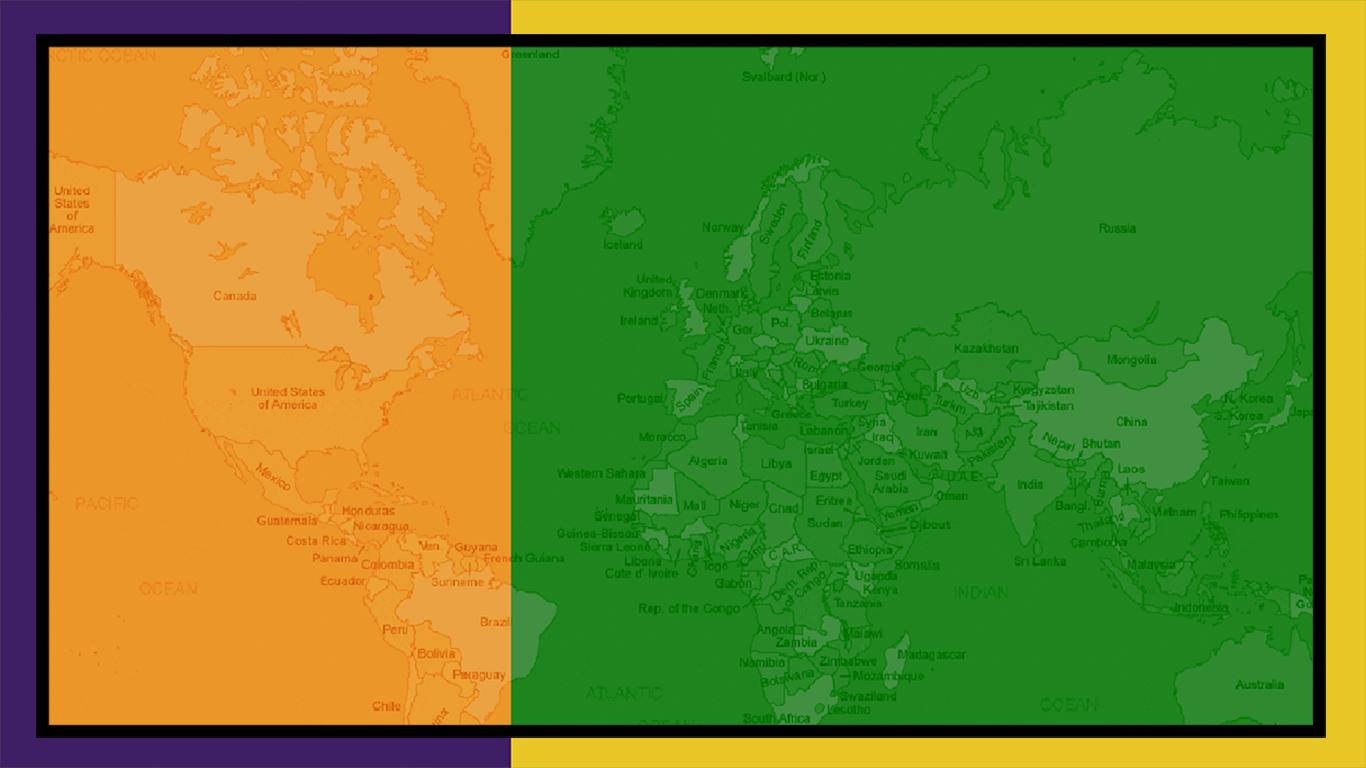 ARCTIC OCEAN
Greenland
Svalbard (Nor.)
United
States
of
America
Norway
Sweden
Finland
Russia
Iceland
Canada
United
Kingdom
Estonia
Latvia
Denmark
Neth.
Ireland
Ger.
Pol.
Belarus
Ukraine
France
Kazakhstan
Mongolia
Italy
Rom.
Georgia
United States
of America
ATLANTIC
OCEAN
Portugal
Spain
Bulgaria
Greece
Turkey
Azer.
Uzb.
Turkm.
Kyrgyzstan
Tajikistan
China
N. Korea
S. Korea
Japa
Morocco
Tunisia
Lebanon
Syria
Iraq
Iran
Afg.
Pakistan
Nepal
Bhutan
Algeria
Libya
Israel
Egypt
Jordan
Kuwait
Saudi
Arabia
U.A.E.
Oman
India
Laos
Burma
Taiwan
Mexico
Western Sahara
Mauritania
Mali
Niger
Chad
Eritrea
Sudan
Yemen
Djibouti
Bangl.
Thailand
Vietnam
Philippines
Cambodia
PACIFIC
OCEAN
Honduras
Guatemala
Nicaragua
Costa Rica
Panama
Ven.
Guyana
French Guiana
Colombia
Suriname
Ecuador
Senegal
Guinea-Bissau
Sierra Leone
Liberia
Cote d' Ivoire
Ghana
Togo
Nigeria
Cam.
C.A.R.
Ethiopia
Somalia
Sri Lanka
Malaysia
Gabon
Dem. Rep.
of Congo
Uganda
Kenya
Rep. of the Congo
Tanzania
INDIAN
OCEAN
Indonesia
Pa
Gu
Brazil
Peru
Bolivia
Paraguay
Chile
Angola
Zambia
Malawi
Madagascar
Namibia
Zimbabwe
Botswana
Mozambique
Swaziland
Lesotho
South Africa
ATLANTIC
OCEAN
Australia